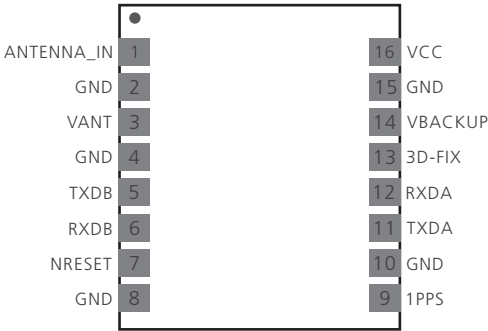 ANTENNA_IN 1 16 VCC
GND 2 15 GND
VANT 3 14 VBACKUP
GND 4 13 3D-FIX
TXDB 5 12 RXDA
RXDB 6 11 TXDA
NRESET 7 10 GND
GND 8 9 1PPS